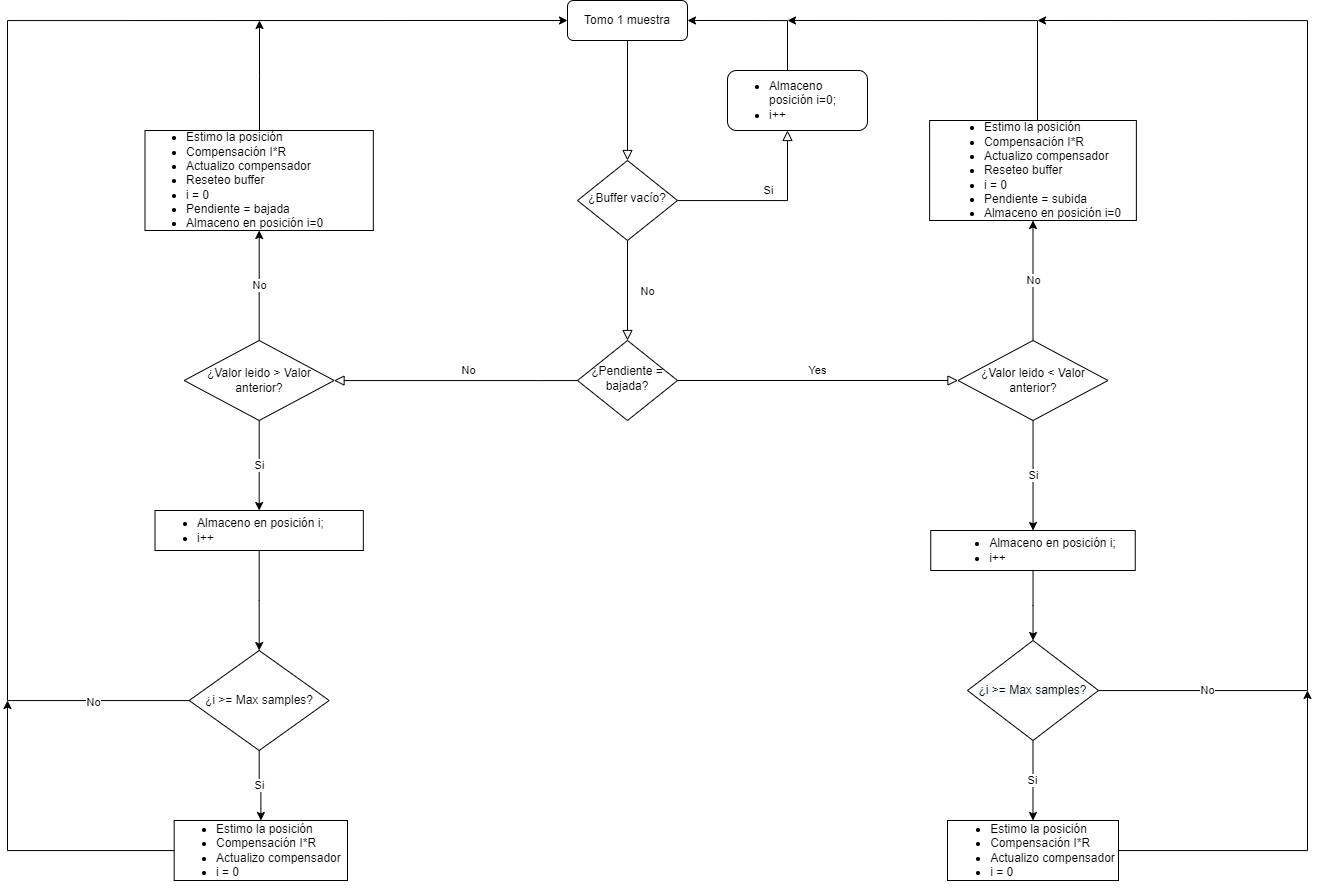 Tomo 1 muestra
Almaceno
posición i=0;
i++
Estimo la posición
Compensación I*R
Actualizo compensador
Reseteo buffer
i = 0
Pendiente = bajada
Almaceno en posición i=0
Estimo la posición
Compensación I*R
Actualizo compensador
Reseteo buffer
i = 0
Pendiente = subida
Almaceno en posición i=0
¿Buffer vacío?
Si
No
No
No
¿Valor leido > Valor
anterior?
No
¿Pendiente =
bajada?
Yes
¿Valor leido < Valor
anterior?
Si
Si
Almaceno en posición i;
i++
Almaceno en posición i;
i++
¿i >= Max samples?
No
¿i >= Max samples?
No
Si
Si
Estimo la posición
Compensación I*R
Actualizo compensador
i = 0
Estimo la posición
Compensación I*R
Actualizo compensador
i = 0